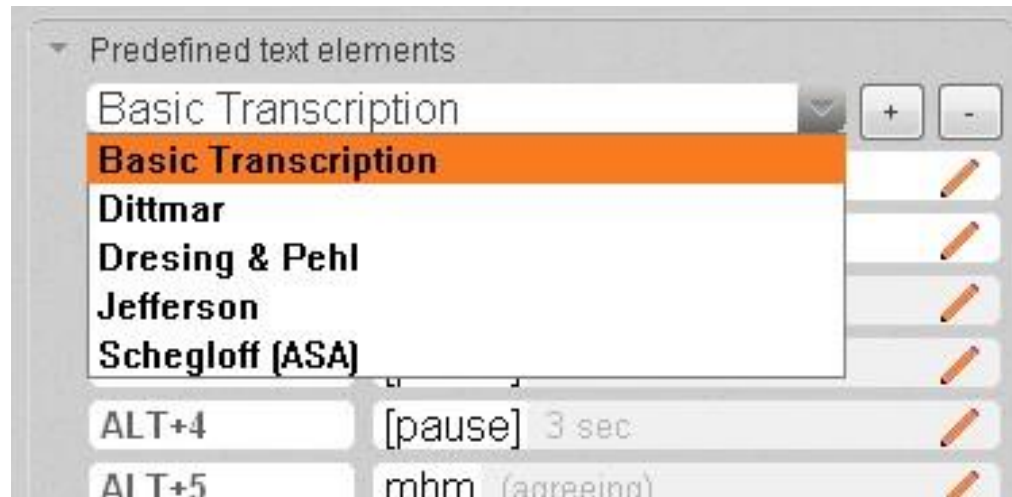 Predefined text elements
Basic Transcription
+ -
Basic Transcription
Dittmar
Dresing & Pehl
Jefferson
Schegloff (ASA)
ALT+4 [pause] 3 sec
ALT+5 mhm (agreeing)